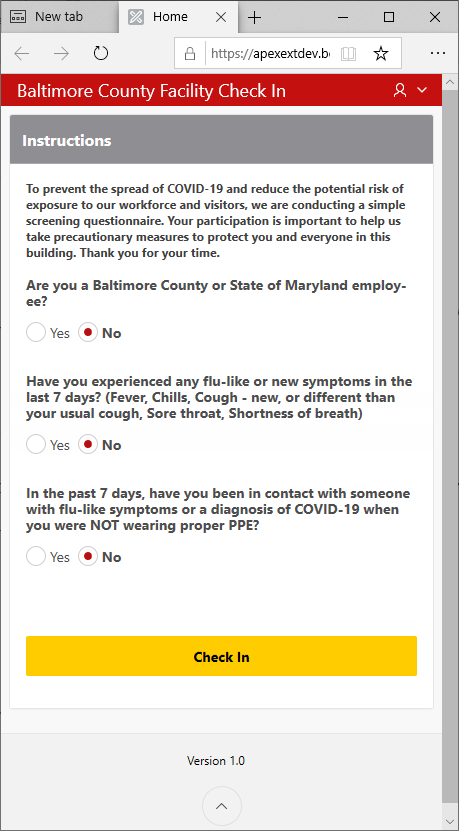 New tab
Home
https://apexextdev.b
Baltimore County Facility Check In
Instructions
To prevent the spread of COVID-19 and reduce the potential risk of
exposure to our workforce and visitors, we are conducting a simple
screening questionnaire. Your participation is important to help us
take precautionary measures to protect you and everyone in this
building. Thank you for your time.
Are you a Baltimore County or State of Maryland employ-
ee?
Yes No
Have you experienced any flu-like or new symptoms in the
last 7 days? (Fever, Chills, Cough - new, or different than
your usual cough, Sore throat, Shortness of breath)
Yes No
In the past 7 days, have you been in contact with someone
with flu-like symptoms or a diagnosis of COVID-19 when
you were NOT wearing proper PPE?
Yes No
Check In
Version 1.0